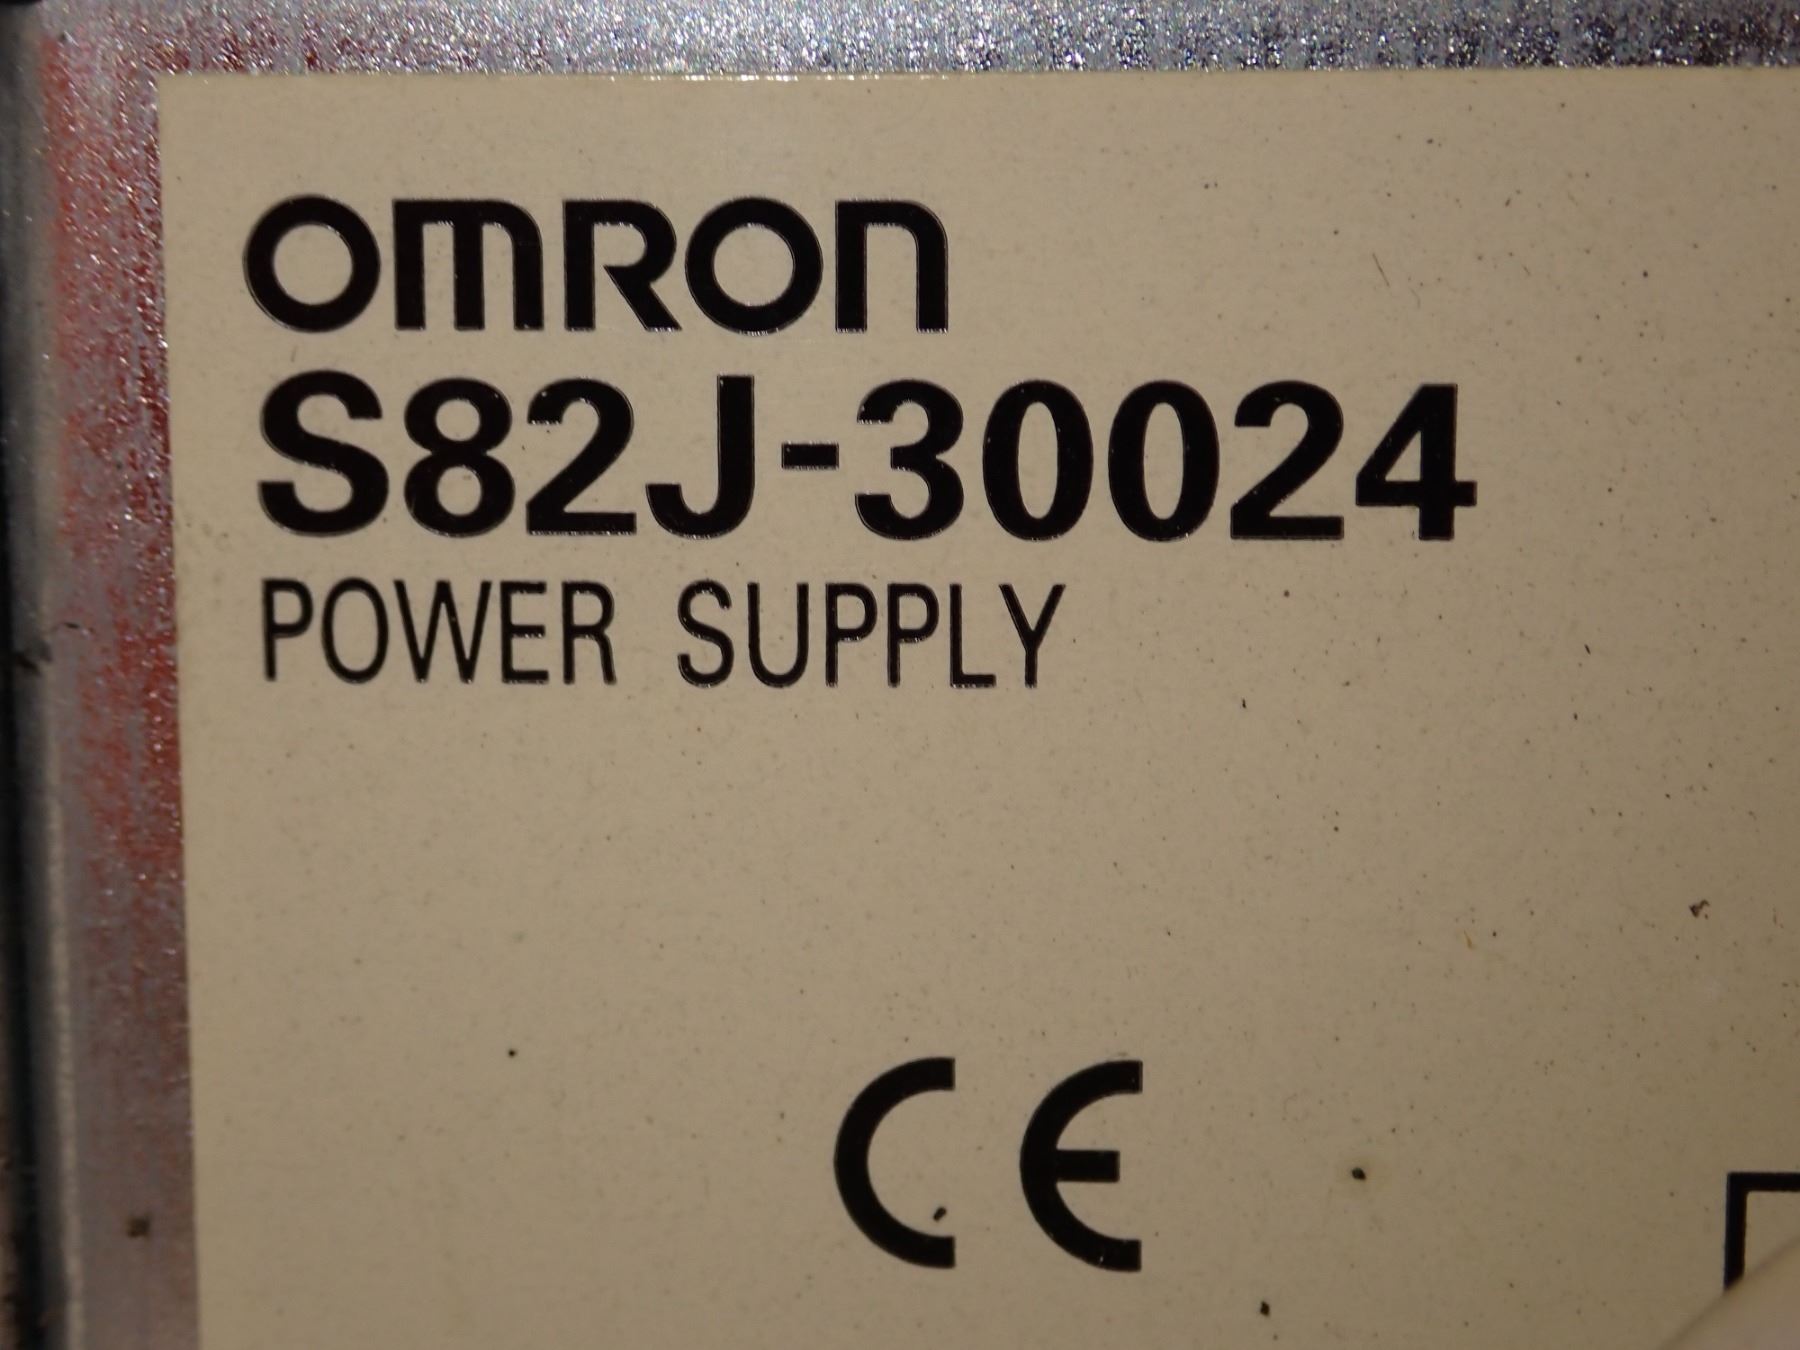 omron
S82J-30024
POWER SUPPLY
CE